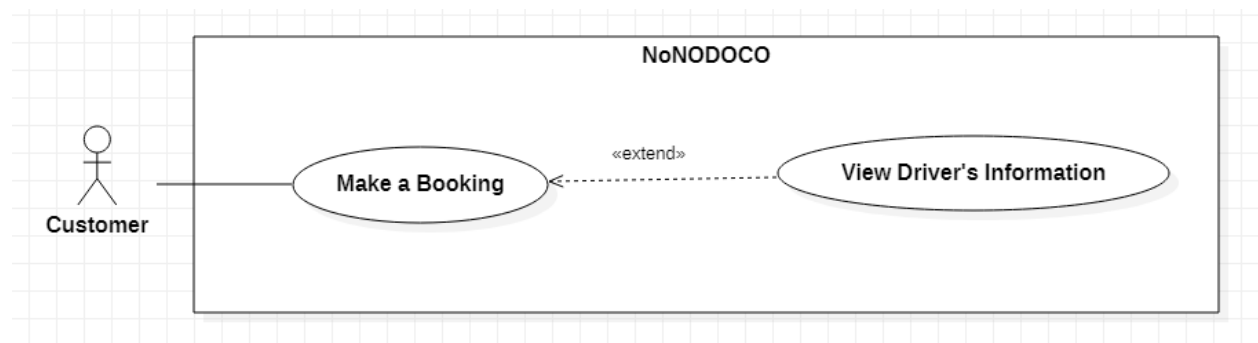 NoNODOCO
«extend»
Make a Booking
View Driver's Information
Customer